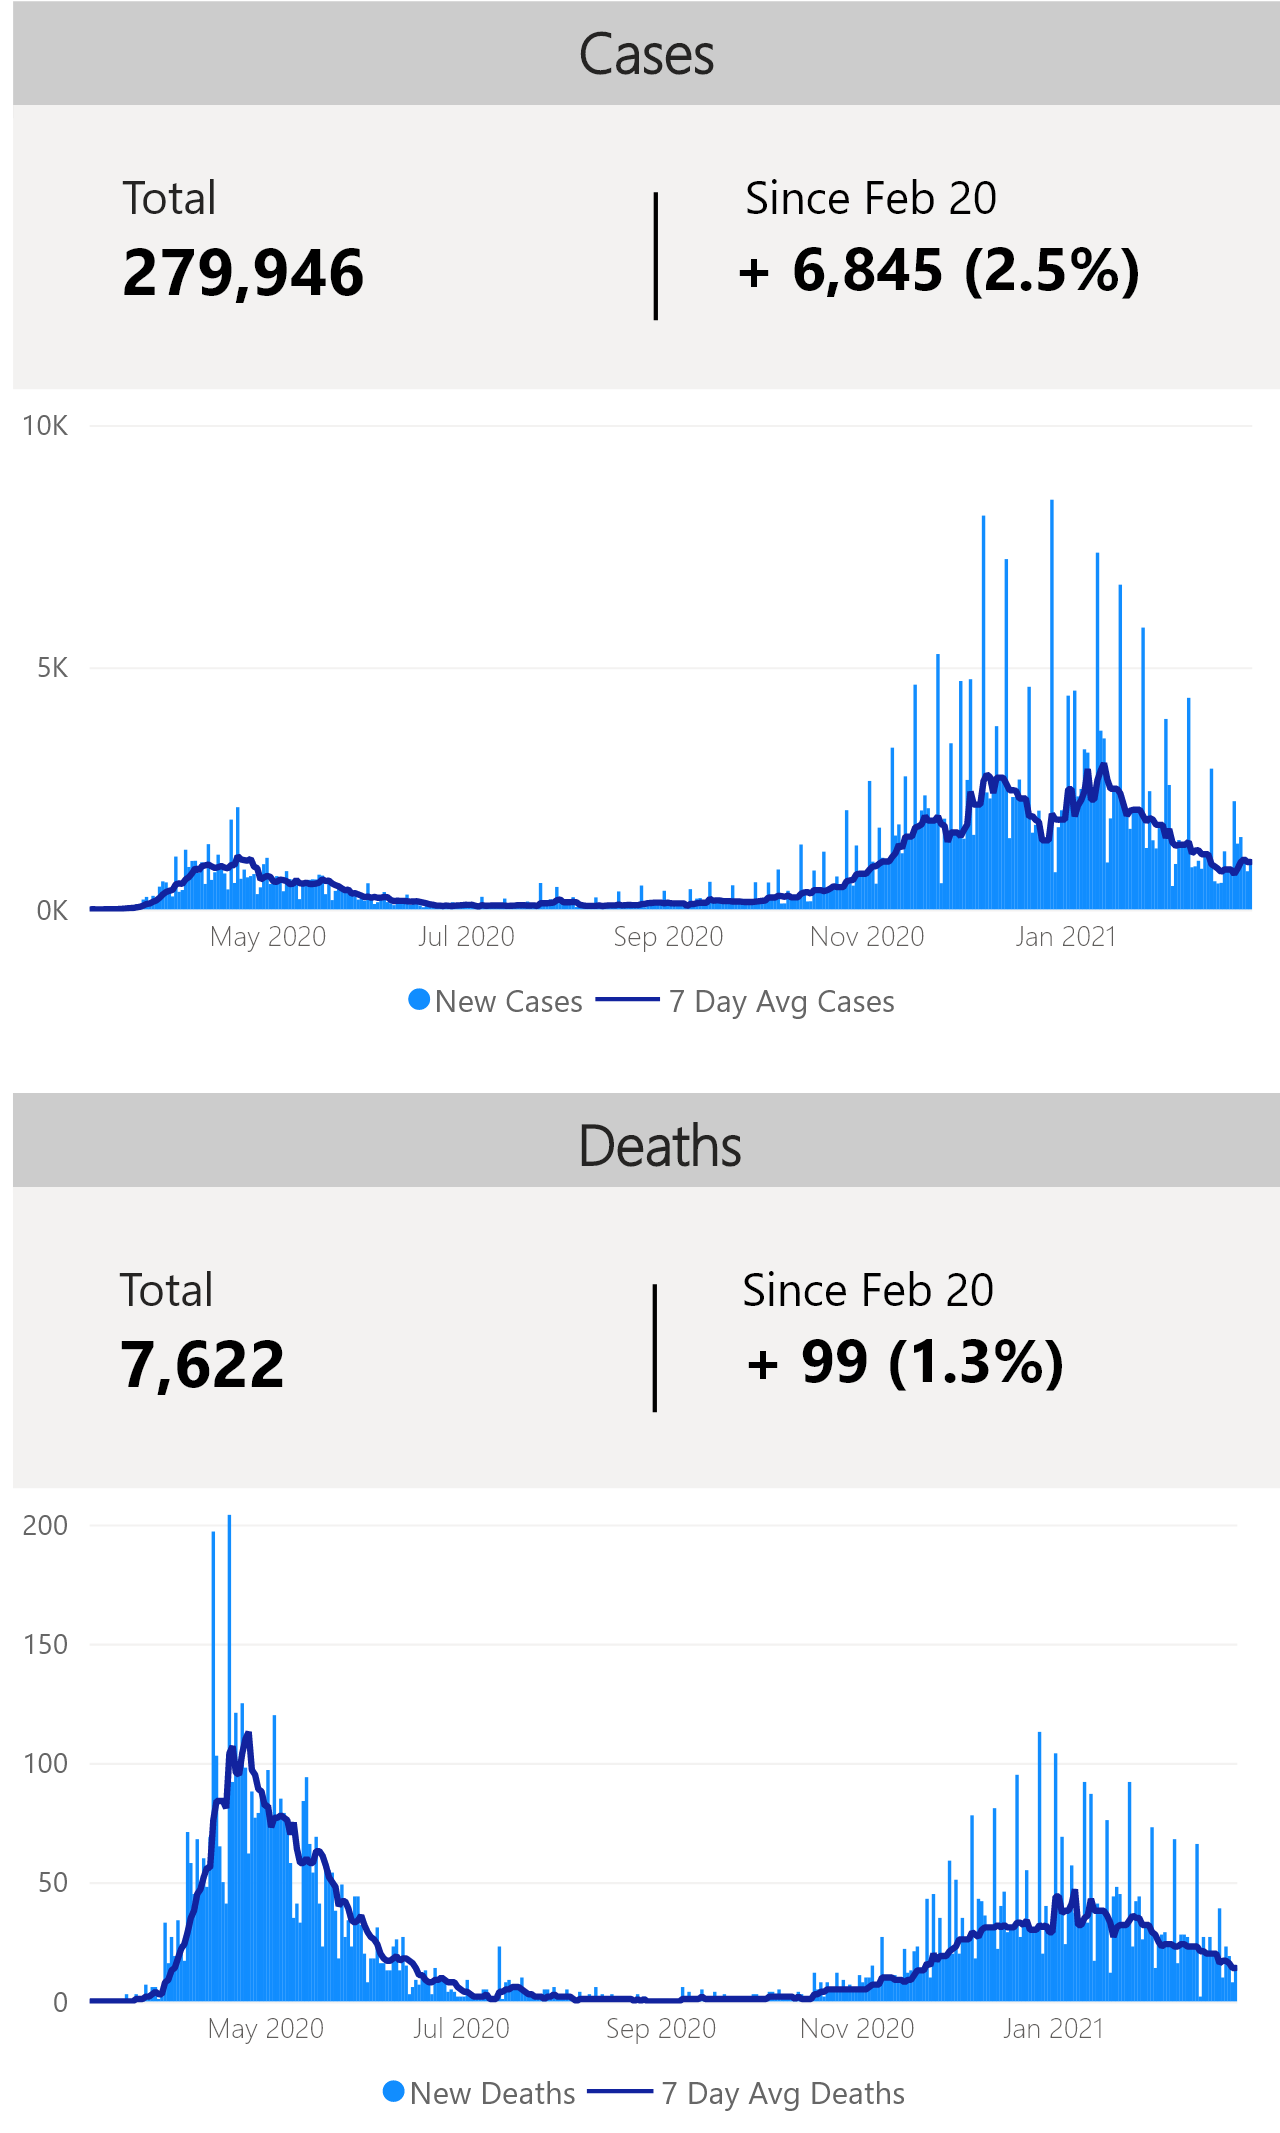 Cases
Total
Since Feb 20
279,946
+ 6,845 (2.5%)
10K
5K
0K
May 2020
Jul 2020
Sep 2020
Nov 2020
Jan 2021
New Cases
7 Day Avg Cases
Deaths
Total
Since Feb 20
7,622
+ 99 (1.3%)
200
150
100
50
0
May 2020
Jul 2020
Sep 2020
Nov 2020
Jan 2021
New Deaths
7 Day Avg Deaths